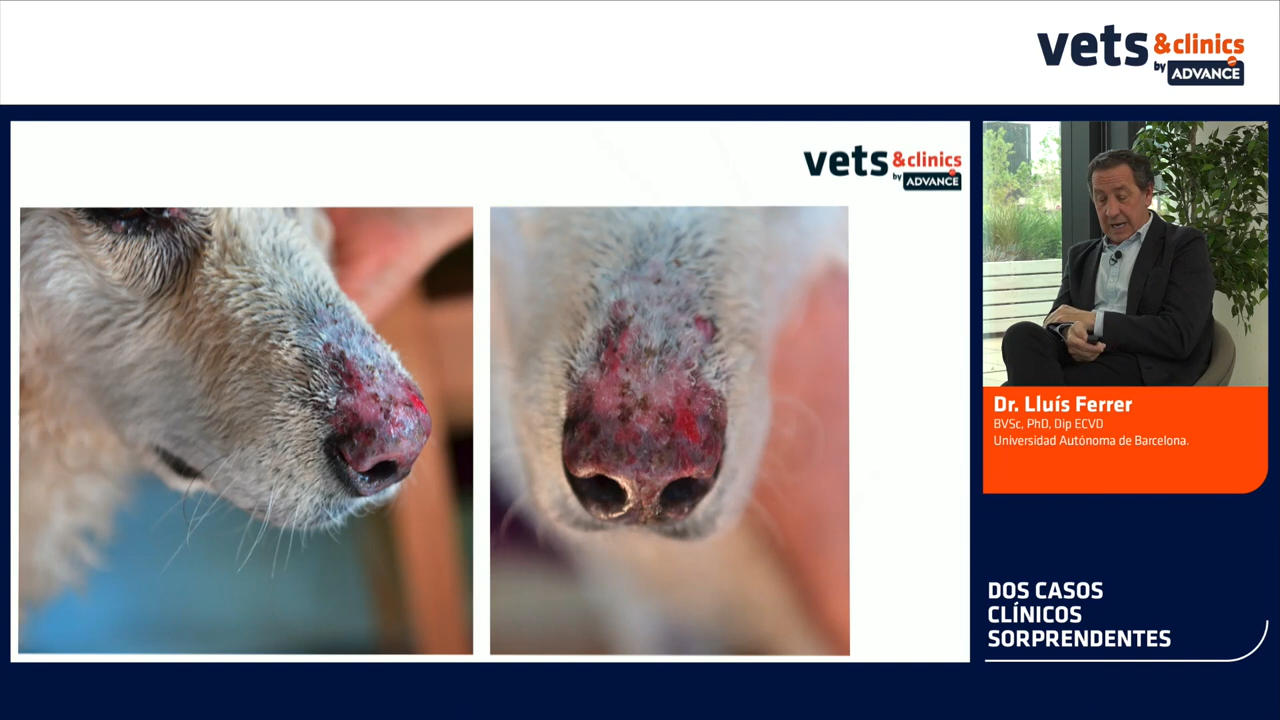 vets &clinics
by ADVANCE
vets &clinics
by ADVANCE
Dr. Lluís Ferrer
BVSc, PhD, Dip ECVD
Universidad Autónoma de Barcelona.
DOS CASOS
CLÍNICOS
SORPRENDENTES